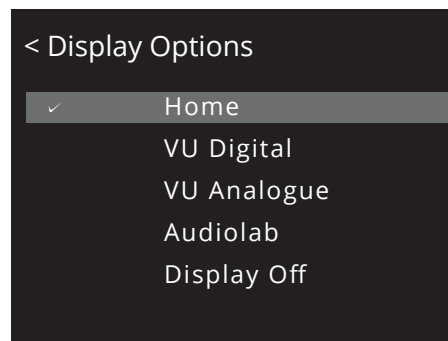 < Display Options
✓ Home
VU Digital
VU Analogue
Audiolab
Display Off